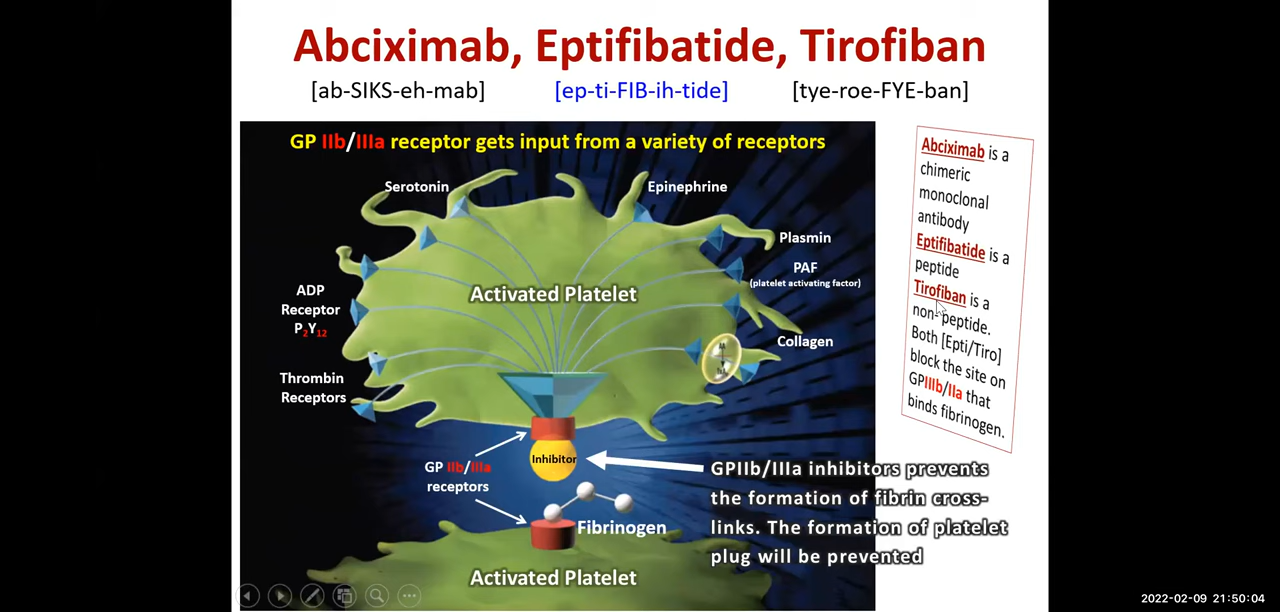 Abciximab, Eptifibatide, Tirofiban
[ab-SIKS-eh-mab] [ep-ti-FIB-ih-tide] [tye-roe-FYE-ban]
GP IIb/IIIa receptor gets input from a variety of receptors
Serotonin
Epinephrine
Plasmin
PAF
(platelet activating factor)
ADP
Receptor
P2Y12
Activated Platelet
Collagen
Thrombin
Receptors
GP IIb/IIIa
receptors
Inhibitor
Fibrinogen
Activated Platelet
Abciximab is a
chimeric
monoclonal
antibody
Eptifibatide is a
peptide
Tirofiban is a
non-peptide.
Both [Epti/Tiro]
block the site on
GPIIIb/IIa that
binds fibrinogen.
GPIIb/IIIa inhibitors prevents
the formation of fibrin cross-
links. The formation of platelet
plug will be prevented
2022-02-09 21:50:04